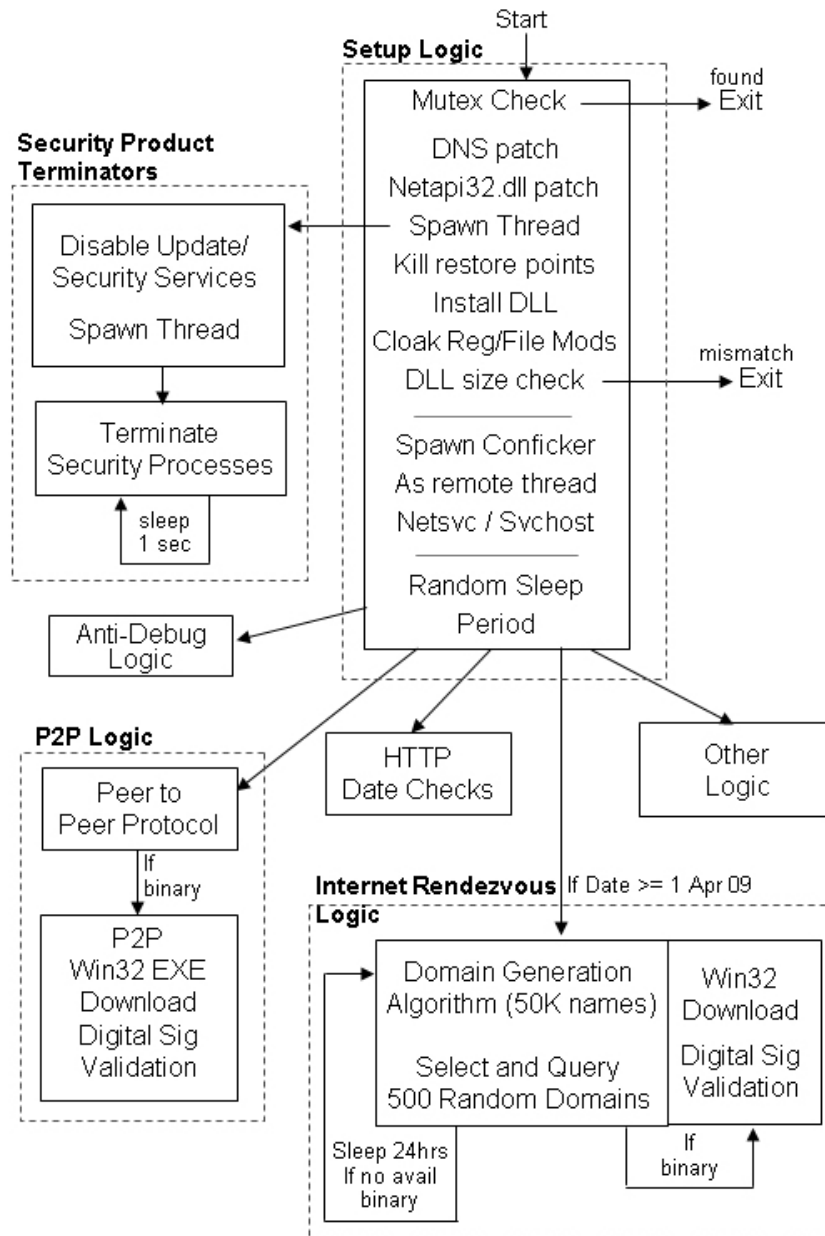 Start
Setup Logic
Mutex Check
found
Exit
DNS patch
Netapi32.dll patch
Spawn Thread
Kill restore points
Install DLL
Cloak Reg/File Mods
DLL size check
mismatch
Exit
Spawn Conficker
As remote thread
Netsvc / Svchost
Random Sleep
Period
Security Product
Terminators
Disable Update/
Security Services
Spawn Thread
Terminate
Security Processes
sleep
1 sec
Anti-Debug
Logic
P2P Logic
Peer to
Peer Protocol
If
binary
P2P
Win32 EXE
Download
Digital Sig
Validation
HTTP
Date Checks
Other
Logic
Internet Rendezvous
Logic
If Date >= 1 Apr 09
Domain Generation
Algorithm (50K names)
Select and Query
500 Random Domains
Sleep 24hrs
If no avail
binary
Win32
Download
Digital Sig
Validation
If
binary